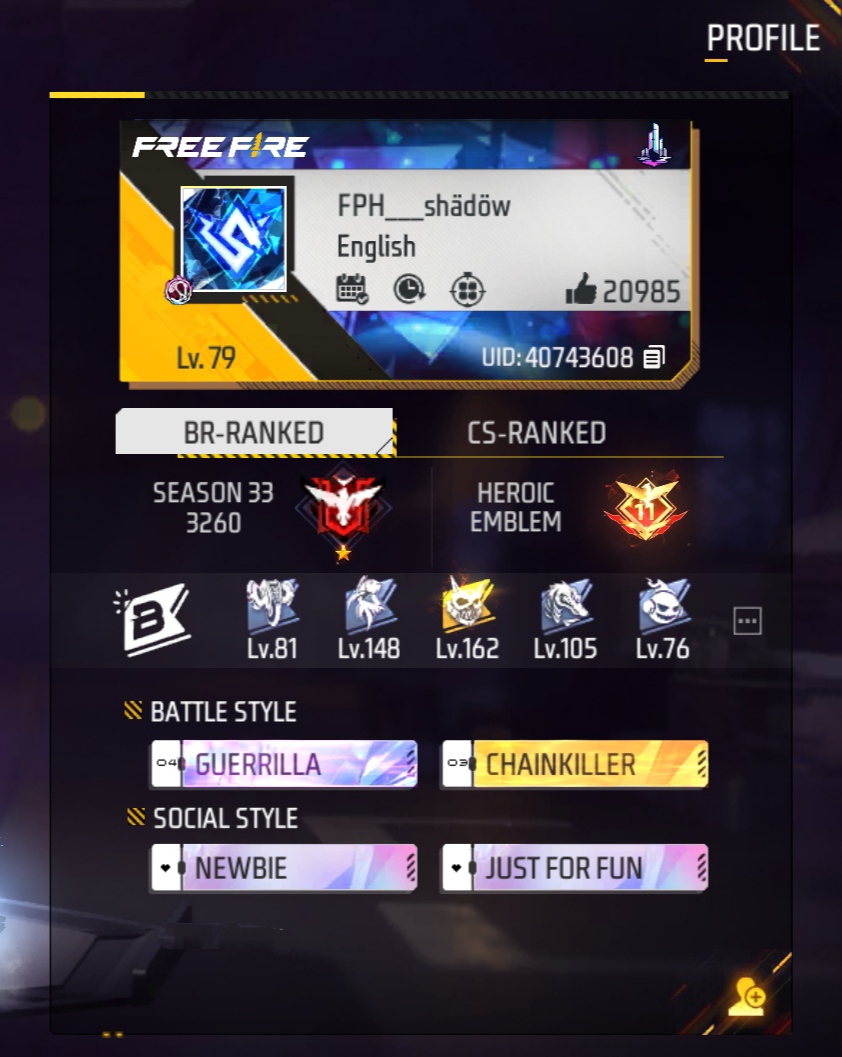 PROFILE
FREE FIRE
FPH___shädöw
English
20985
Lv. 79
UID: 40743608
BR-RANKED
CS-RANKED
SEASON 33
3260
HEROIC
EMBLEM
11
B
Lv.81
Lv.148
Lv.162
Lv.105
Lv.76
BATTLE STYLE
04 GUERRILLA
03 CHAINKILLER
SOCIAL STYLE
NEWBIE
JUST FOR FUN